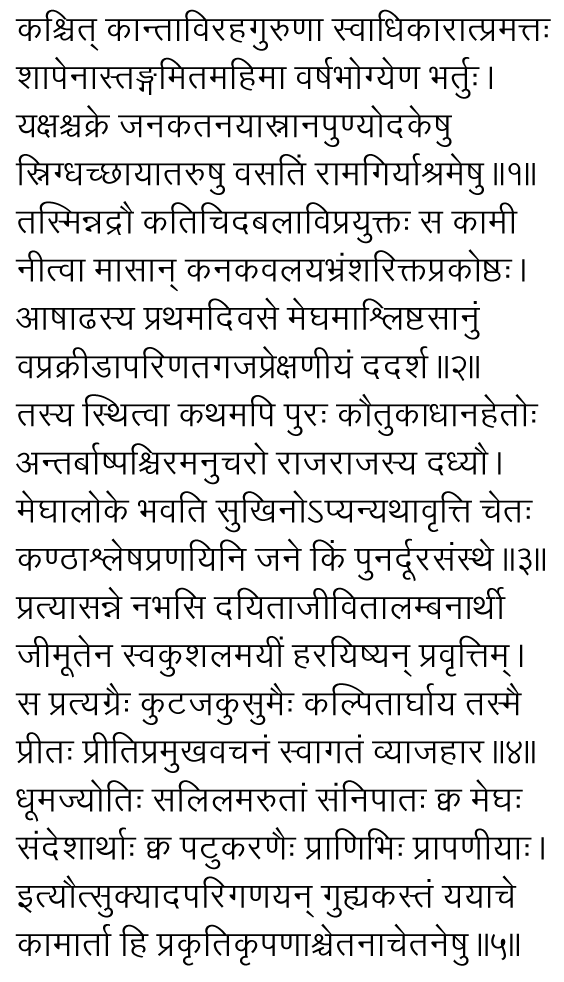 कश्चित् कान्ताविरहगुरुणा स्वाधिकारात्प्रमत्तः
शापेनास्तङ्गमितमहिमा वर्षभोग्येण भर्तुः।
यक्षश्चक्रे जनकतनयास्नानपुण्योदकेषु
स्निग्धच्छायातरुषु वसतिं रामगिर्याश्रमेषु॥१॥
तस्मिन्नद्रौ कतिचिदबलाविप्रयुक्तः स कामी
नीत्वा मासान् कनकवलयभ्रंशरिक्तप्रकोष्ठः।
आषाढस्य प्रथमदिवसे मेघमाश्लिष्टसानुं
वप्रक्रीडापरिणतगजप्रेक्षणीयं ददर्श॥२॥
तस्य स्थित्वा कथमपि पुरः कौतुकाधानहेतोः
अन्तर्बाष्पश्चिरमनुचरो राजराजस्य दध्यौ।
मेघालोके भवति सुखिनोऽप्यन्यथावृत्ति चेतः
कण्ठाश्लेषप्रणयिनि जने किं पुनर्दूरसंस्थे॥३॥
प्रत्यासन्ने नभसि दयिताजीवितालम्बनार्थी
जीमूतेन स्वकुशलमयीं हरयिष्यन् प्रवृत्तिम्।
स प्रत्यग्रैः कुटजकुसुमैः कल्पितार्घाय तस्मै
प्रीतः प्रीतिप्रमुखवचनं स्वागतं व्याजहार॥४॥
धूमज्योतिः सलिलमरुतां संनिपातः क्व मेघः
संदेशार्थाः क्व पटुकरणैः प्राणिभिः प्रापणीयाः।
इत्यौत्सुक्यादपरिगणयन् गुह्यकस्तं ययाचे
कामार्ता हि प्रकृतिकृपणाश्चेतनाचेतनेषु॥५॥